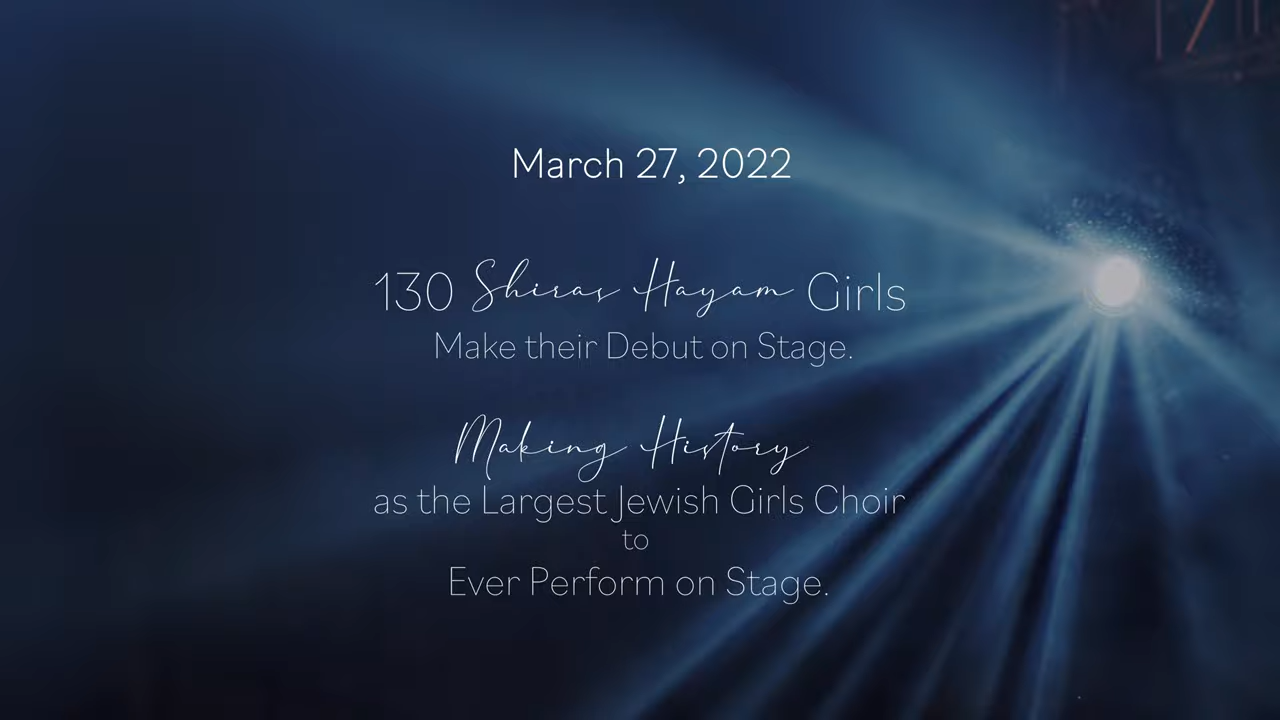 March 27, 2022
130 Shiras Hayam Girls
Make their Debut on Stage.
Making History
as the Largest Jewish Girls Choir
to
Ever Perform on Stage.